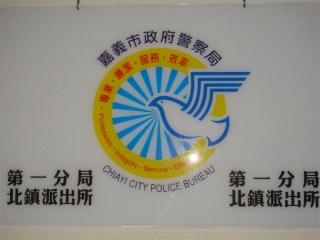 嘉義市政府警察局
專業・廉潔・服務・效率
Profession・Integrity・Service・Efficiency
CHIAYI CITY POLICE BUREAU
第一分局
北鎮派出所
第一分局
北鎮派出所